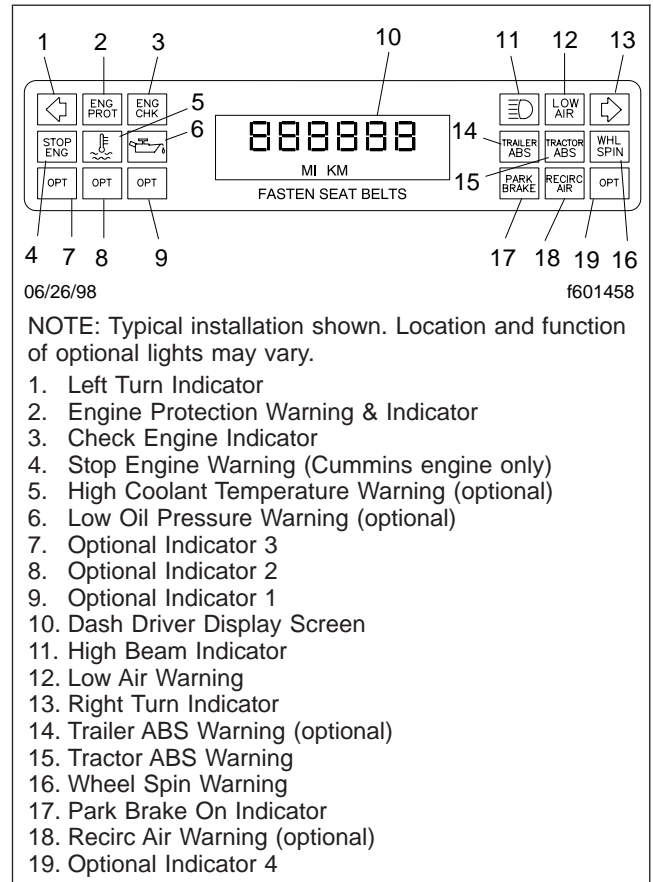 1 2 3 10 11 12 13
ENG PROT
ENG CHK
LOW AIR
5
6
14
15
STOP ENG
888888
TRAILER ABS
TRACTOR ABS
WHL SPIN
MI KM
OPT OPT OPT
FASTEN SEAT BELTS
PARK BRAKE
RECIRC AIR
OPT
4 7 8 9 17 18 19 16
06/26/98 f601458
NOTE: Typical installation shown. Location and function
of optional lights may vary.
1. Left Turn Indicator
2. Engine Protection Warning & Indicator
3. Check Engine Indicator
4. Stop Engine Warning (Cummins engine only)
5. High Coolant Temperature Warning (optional)
6. Low Oil Pressure Warning (optional)
7. Optional Indicator 3
8. Optional Indicator 2
9. Optional Indicator 1
10. Dash Driver Display Screen
11. High Beam Indicator
12. Low Air Warning
13. Right Turn Indicator
14. Trailer ABS Warning (optional)
15. Tractor ABS Warning
16. Wheel Spin Warning
17. Park Brake On Indicator
18. Recirc Air Warning (optional)
19. Optional Indicator 4